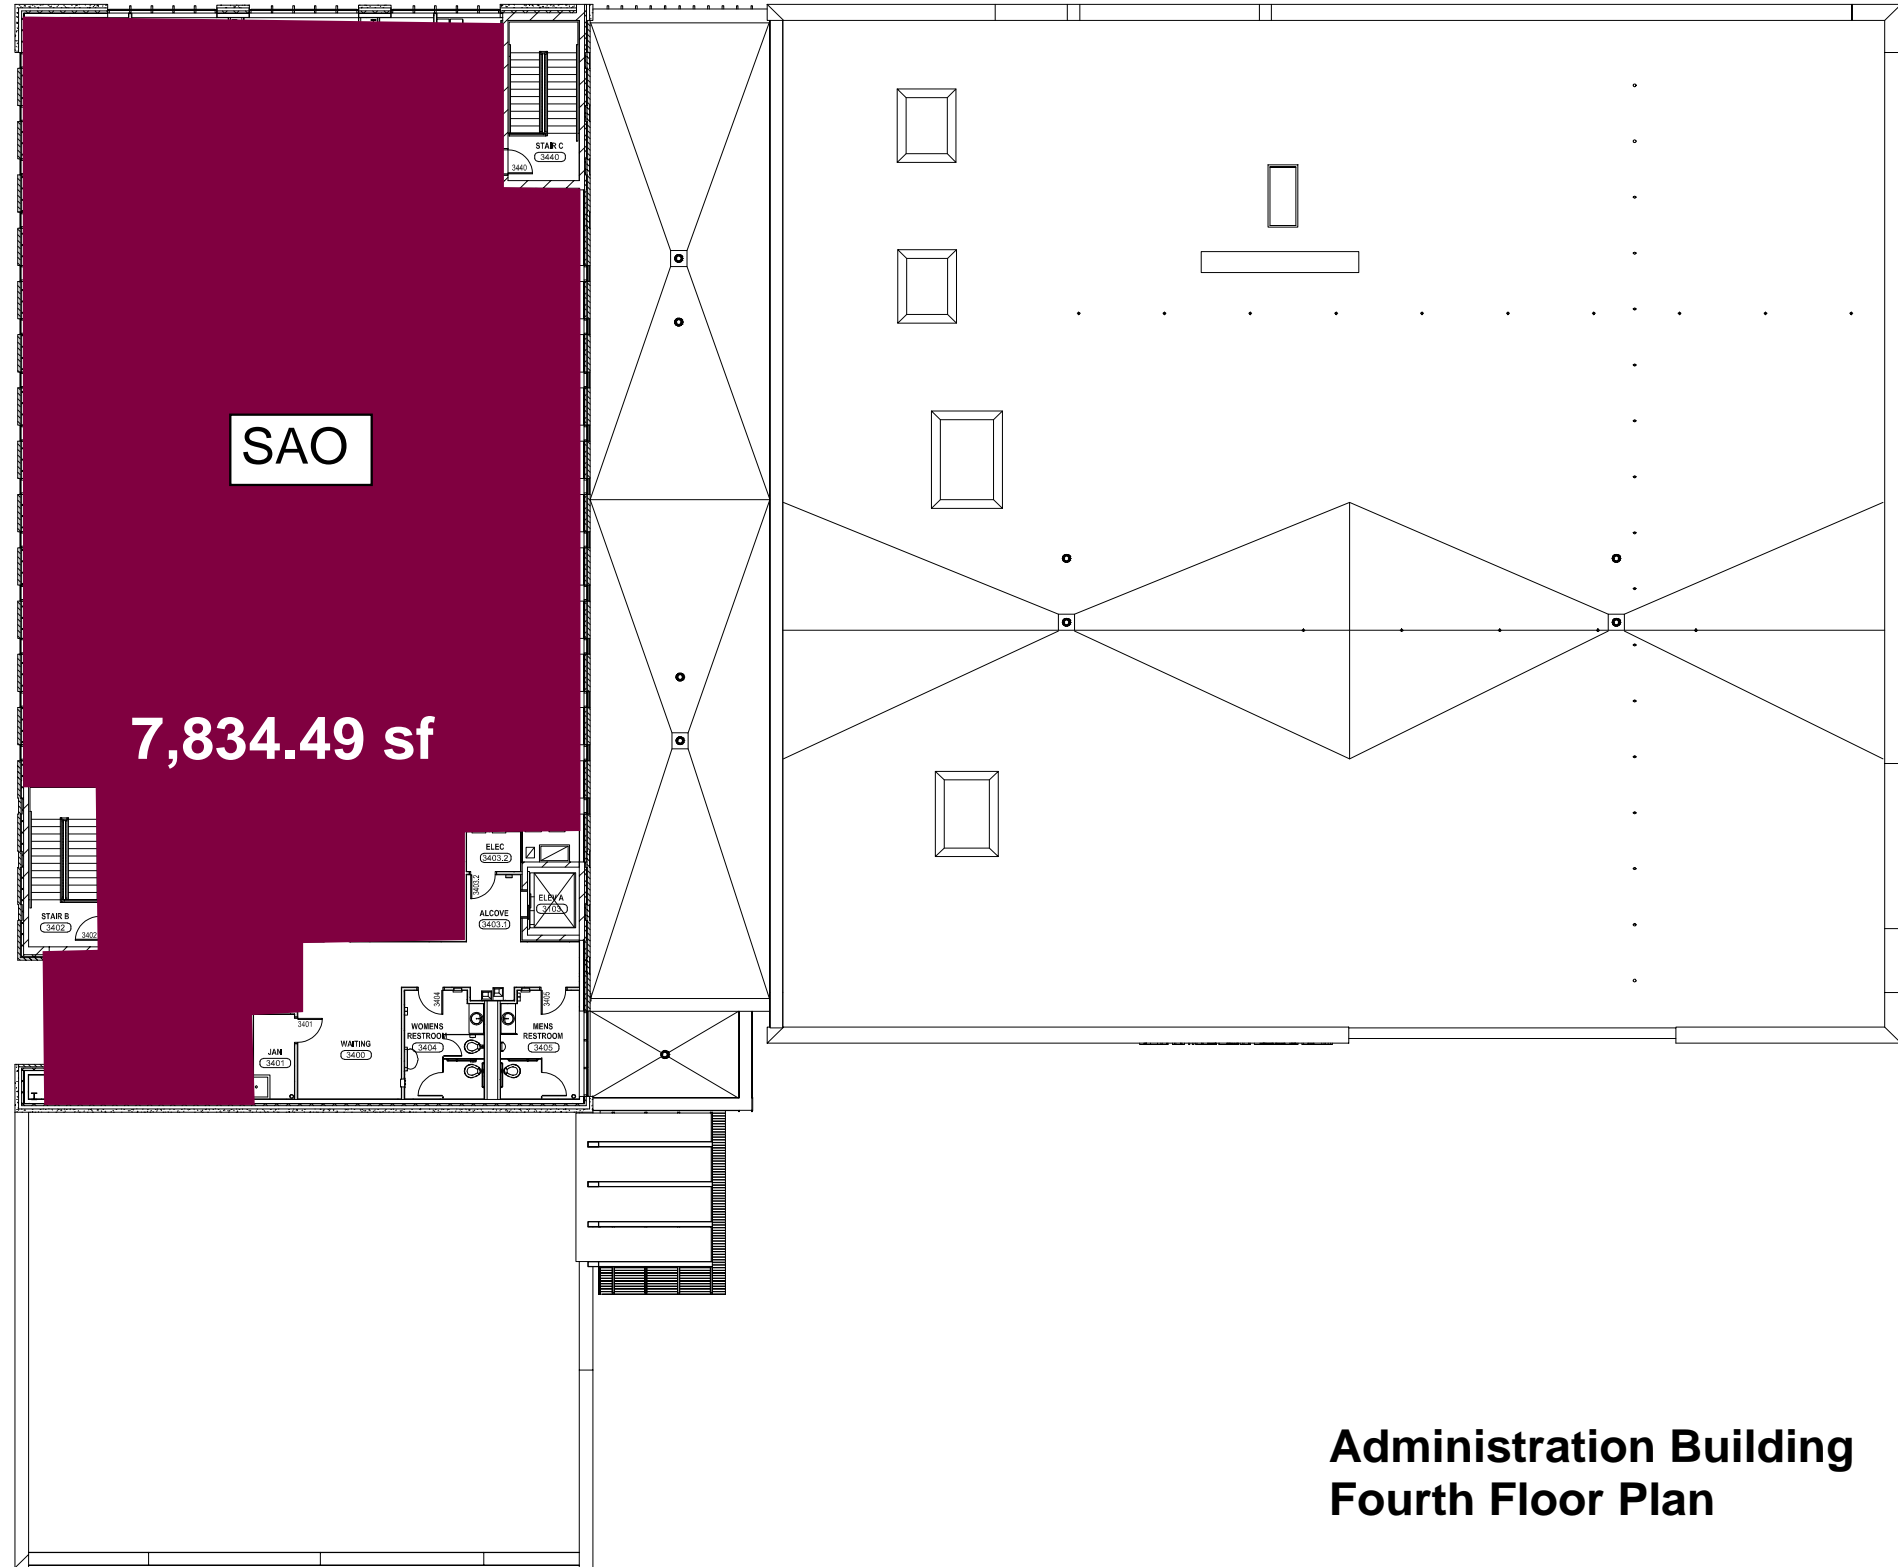 STAIR C
3440
3440
SAO
7,834.49 sf
ELEC
3403.2
3403.2
ELEV A
3103
ALCOVE
3403.1
STAIR B
3402
3402
3404
3405
3401
WOMENS
RESTROOM
3404
MENS
RESTROOM
3405
WAITING
3400
JAN
3401
Administration Building
Fourth Floor Plan